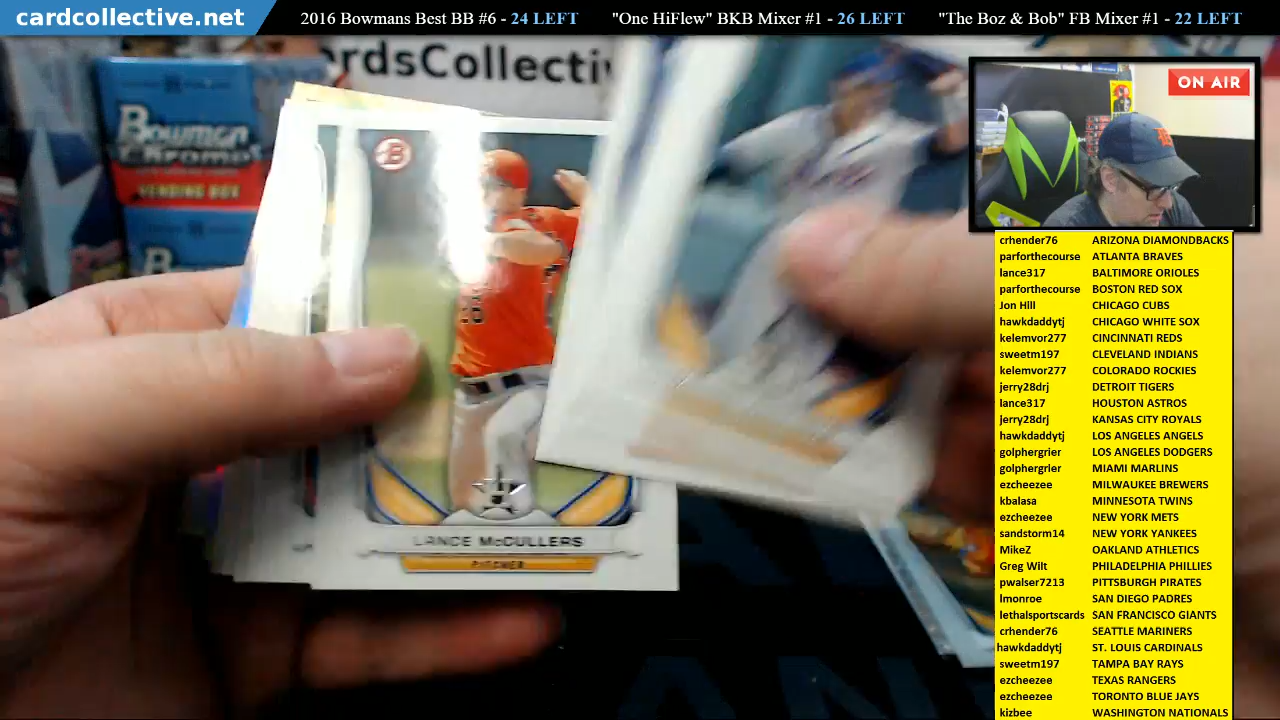 cardcollective.net
2016 Bowmans Best BB #6 - 24 LEFT
"One HiFlew" BKB Mixer #1 - 26 LEFT
"The Boz & Bob" FB Mixer #1 - 22 LEFT
rdsCollectiv
ON AIR
Bowman
Chrome
VENDING BOX
Bowman
B
26
LANCE McCULLERS
PITCHER
crhender76 ARIZONA DIAMONDBACKS
parforthecourse ATLANTA BRAVES
lance317 BALTIMORE ORIOLES
parforthecourse BOSTON RED SOX
Jon Hill CHICAGO CUBS
hawkdaddytj CHICAGO WHITE SOX
kelemvor277 CINCINNATI REDS
sweetm197 CLEVELAND INDIANS
kelemvor277 COLORADO ROCKIES
jerry28drj DETROIT TIGERS
lance317 HOUSTON ASTROS
jerry28drj KANSAS CITY ROYALS
hawkdaddytj LOS ANGELES ANGELS
golphergrier LOS ANGELES DODGERS
golphergrier MIAMI MARLINS
ezcheezee MILWAUKEE BREWERS
kbalasa MINNESOTA TWINS
ezcheezee NEW YORK METS
sandstorm14 NEW YORK YANKEES
MikeZ OAKLAND ATHLETICS
Greg Wilt PHILADELPHIA PHILLIES
pwalser7213 PITTSBURGH PIRATES
lmonroe SAN DIEGO PADRES
lethalsportscards SAN FRANCISCO GIANTS
crhender76 SEATTLE MARINERS
hawkdaddytj ST. LOUIS CARDINALS
sweetm197 TAMPA BAY RAYS
ezcheezee TEXAS RANGERS
ezcheezee TORONTO BLUE JAYS
kizbee WASHINGTON NATIONALS